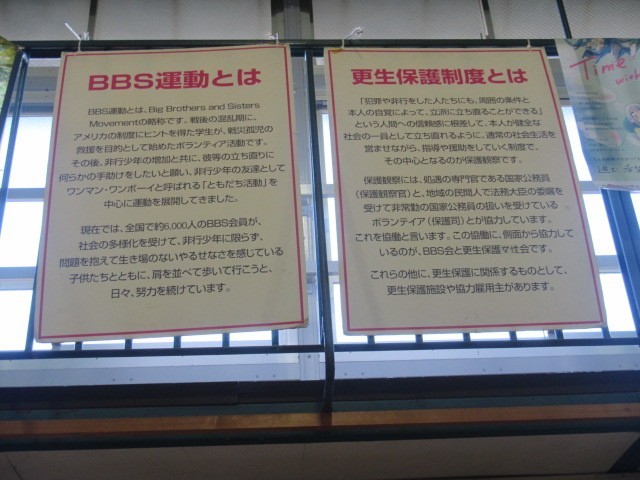 BBS運動とは
BBS運動とは、Big Brothers and Sisters
Movementの略称です。戦後の混乱期に、
アメリカの制度にヒントを得た学生が、戦災孤児の
救援を目的として始めたボランティア活動です。
その後、非行少年の増加と共に、彼等の立ち直りに
何らかの手助けをしたいと願い、非行少年の友達として
ワンマン・ワンボーイと呼ばれる「ともだち活動」を
中心に運動を展開してきました。
現在では、全国で約6,000人のBBS会員が、
社会の多様化を受けて、非行少年に限らず、
問題を抱えて生き場のないやるせなさを感じている
子供たちとともに、肩を並べて歩いて行こうと、
日々、努力を続けています。
更生保護制度とは
「犯罪や非行をした人たちにも、周囲の条件と
本人の自覚によって、立派に立ち直ることができる」
という人間への信頼感に根差して、本人が健全な
社会の一員として立ち直れるように、通常の社会生活を
営ませながら、指導や援助をしていく制度で、
その中心となるのが保護観察です。
保護観察には、処遇の専門官である国家公務員
(保護観察官)と、地域の民間人で法務大臣の委嘱を
受けて非常勤の国家公務員の扱いを受けている
ボランテイア(保護司)とが協力しています。
これを協働と言います。この協働に、側面から協力して
いるのが、BBS会と更生保護女性会です。
これらの他に、更生保護に関係するものとして、
更生保護施設や協力雇用主があります。
Time
with